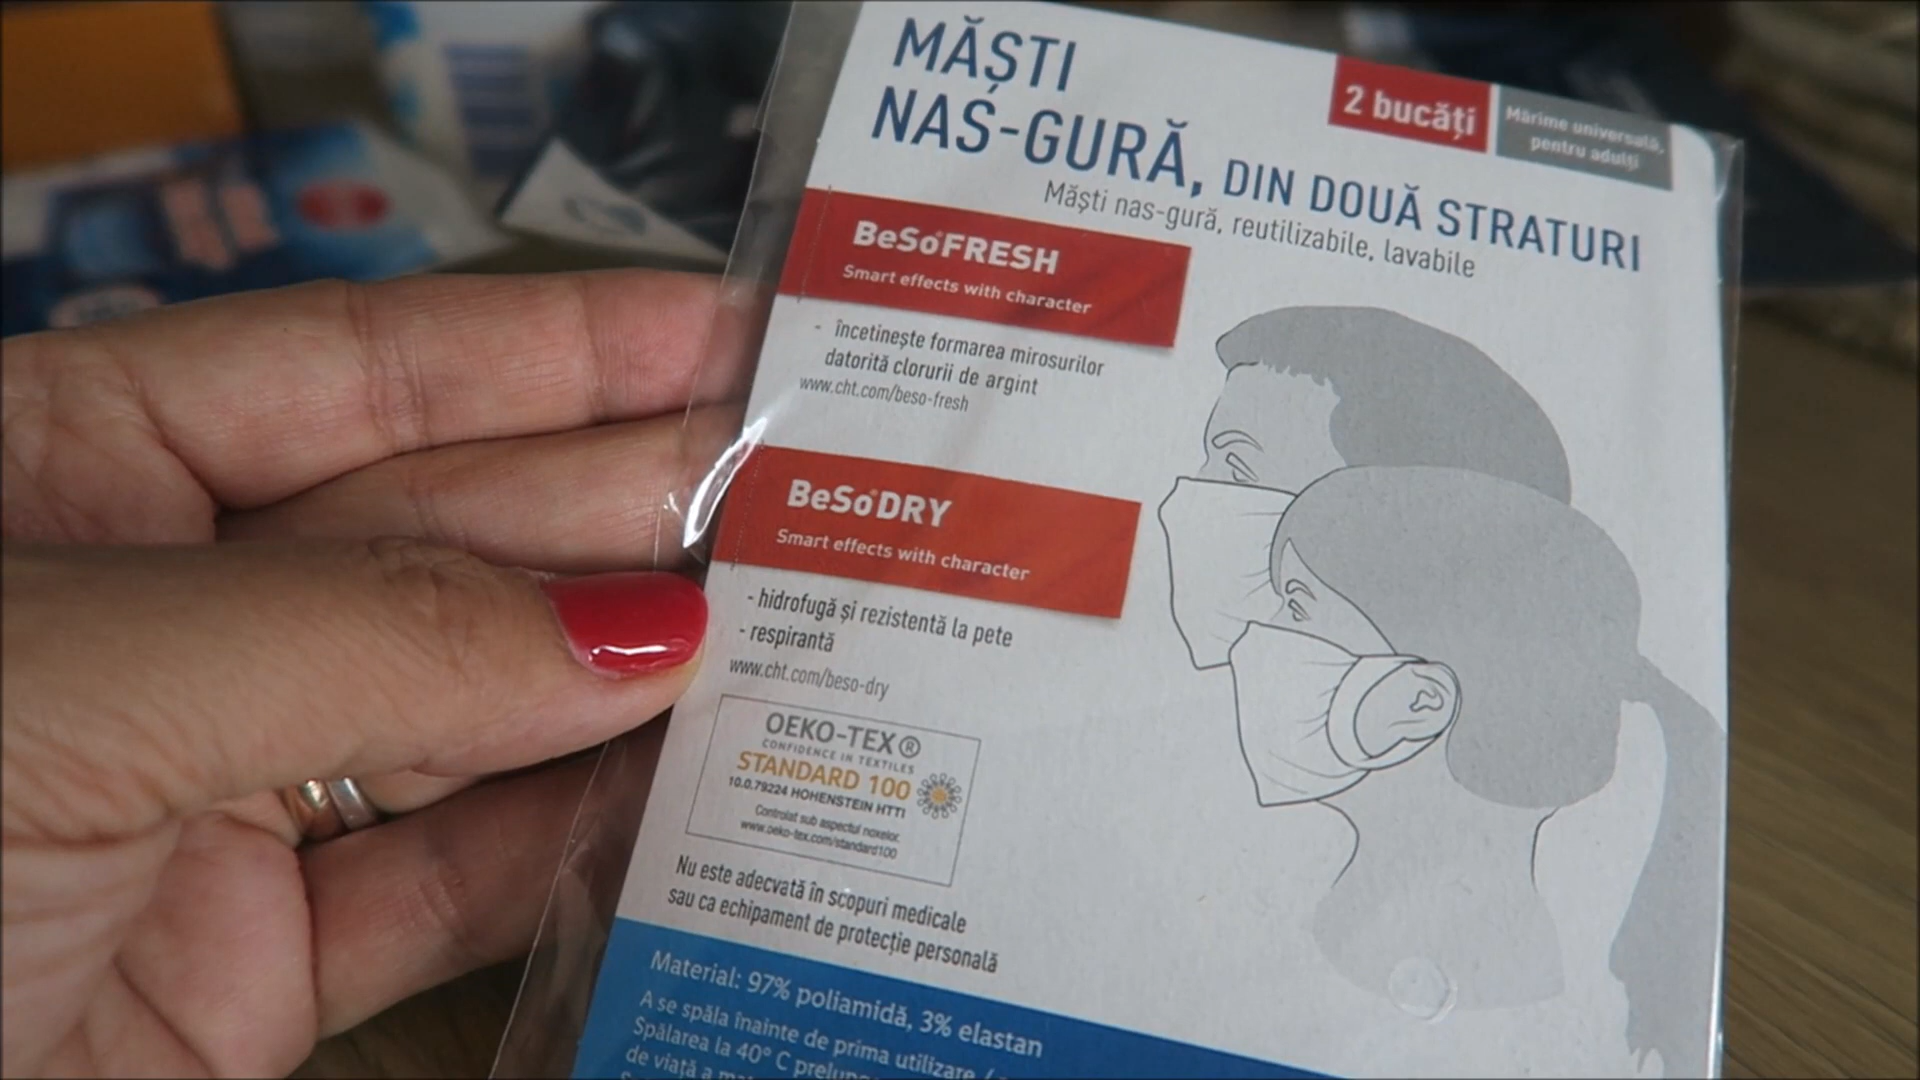 MĂȘTI
NAS-GURĂ, DIN DOUĂ STRATURI
2 bucăți
Mărime universală,
pentru adulți
Măști nas-gură, reutilizabile, lavabile
BeSo®FRESH
Smart effects with character
- încetinește formarea mirosurilor
datorită clorurii de argint
www.cht.com/beso-fresh
BeSo®DRY
Smart effects with character
- hidrofugă și rezistentă la pete
- respirantă
www.cht.com/beso-dry
OEKO-TEX®
CONFIDENCE IN TEXTILES
STANDARD 100
10.0.79224 HOHENSTEIN HTTI
Controlat sub aspectul noxelor.
www.oeko-tex.com/standard100
Nu este adecvată în scopuri medicale
sau ca echipament de protecție personală
Material: 97% poliamidă, 3% elastan
A se spăla înainte de prima utilizare /
Spălarea la 40° C
de viață a